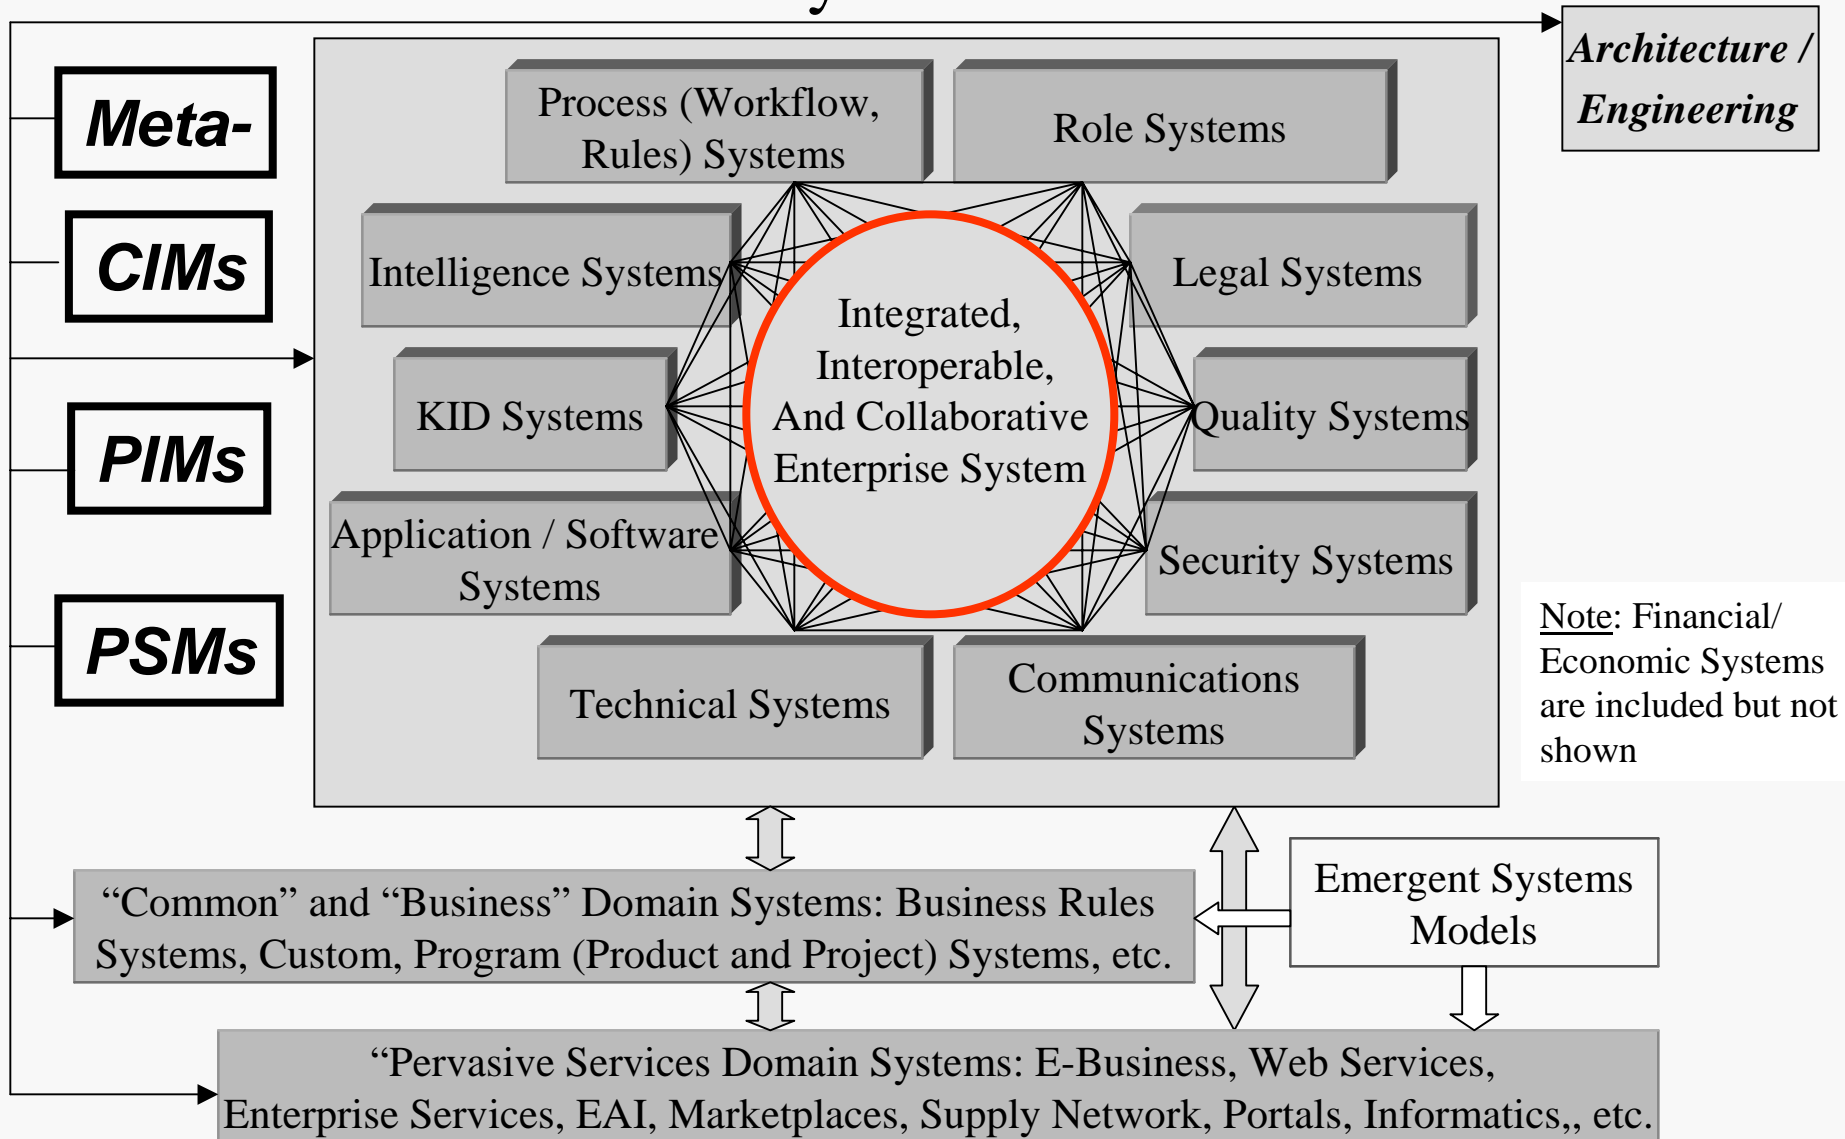 Architecture /
Engineering
Meta-
CIMs
PIMs
PSMs
Process (Workflow,
Rules) Systems
Role Systems
Intelligence Systems
Legal Systems
KID Systems
Quality Systems
Application / Software
Systems
Security Systems
Technical Systems
Communications
Systems
Integrated,
Interoperable,
And Collaborative
Enterprise System
Note: Financial/
Economic Systems
are included but not
shown
“Common” and “Business” Domain Systems: Business Rules
Systems, Custom, Program (Product and Project) Systems, etc.
Emergent Systems
Models
“Pervasive Services Domain Systems: E-Business, Web Services,
Enterprise Services, EAI, Marketplaces, Supply Network, Portals, Informatics,, etc.